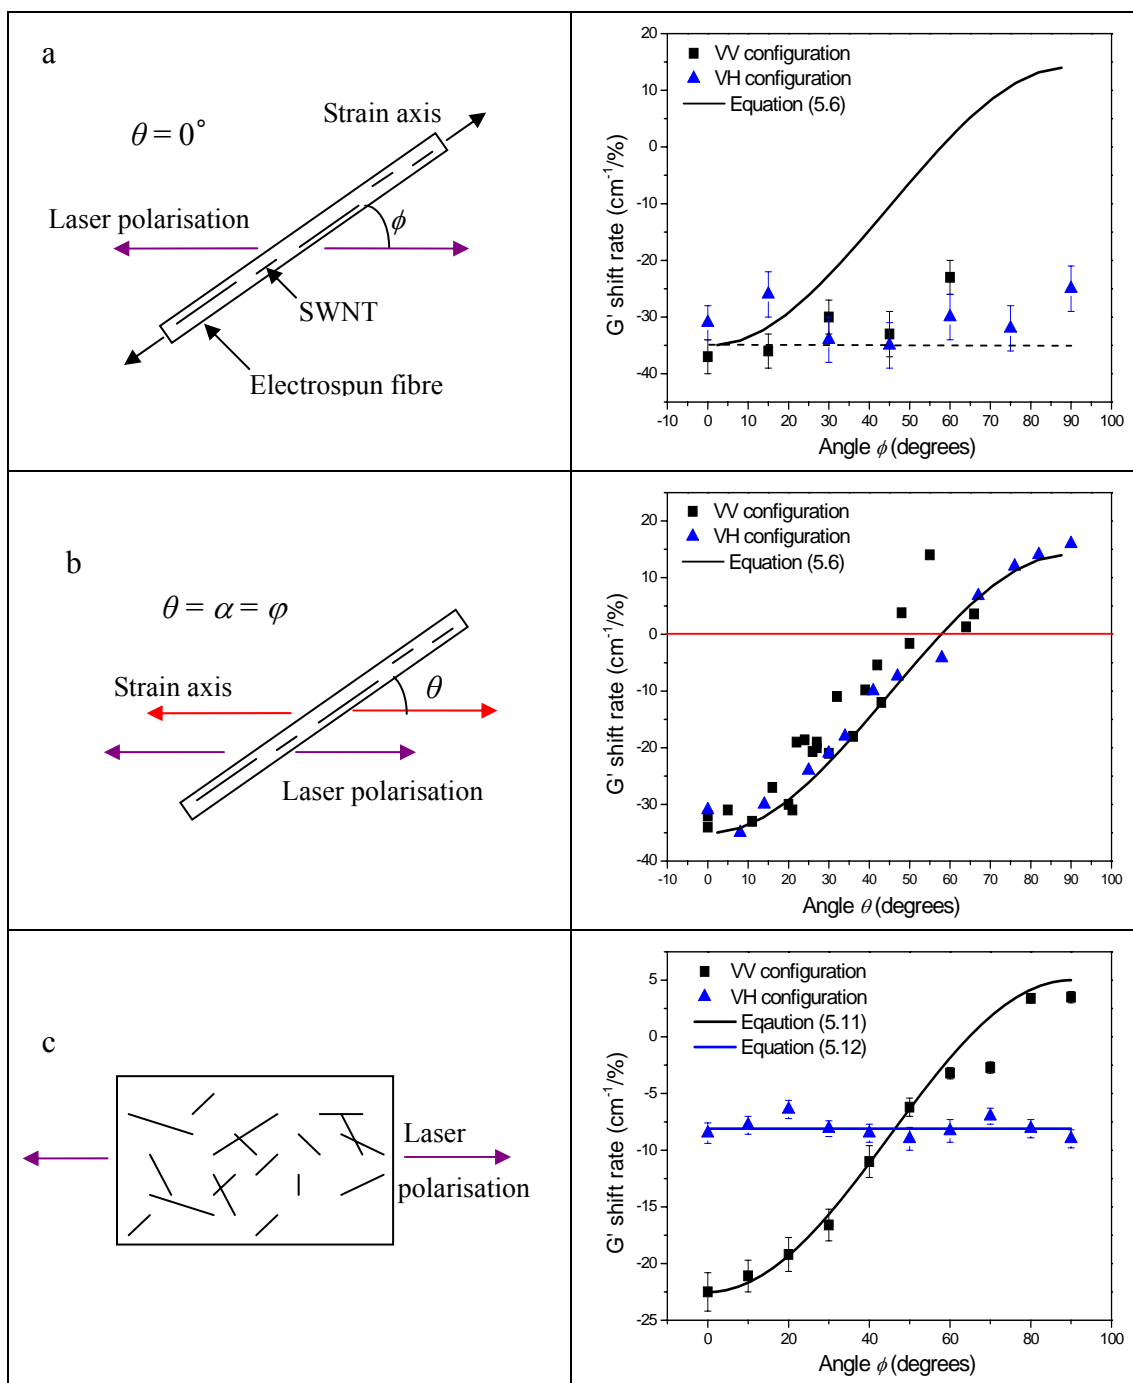 a
θ = 0°
Strain axis
Laser polarisation
ϕ
SWNT
Electrospun fibre
VV configuration
VH configuration
Equation (5.6)
G' shift rate (cm-1/%)
20
10
0
-10
-20
-30
-40
-10 0 10 20 30 40 50 60 70 80 90 100
Angle ϕ (degrees)
b
θ = α = φ
Strain axis
θ
Laser polarisation
VV configuration
VH configuration
Equation (5.6)
G' shift rate (cm-1/%)
20
10
0
-10
-20
-30
-40
-10 0 10 20 30 40 50 60 70 80 90 100
Angle θ (degrees)
c
Laser
polarisation
VV configuration
VH configuration
Eqaution (5.11)
Equation (5.12)
G' shift rate (cm-1/%)
5
0
-5
-10
-15
-20
-25
0 20 40 60 80 100
Angle ϕ (degrees)